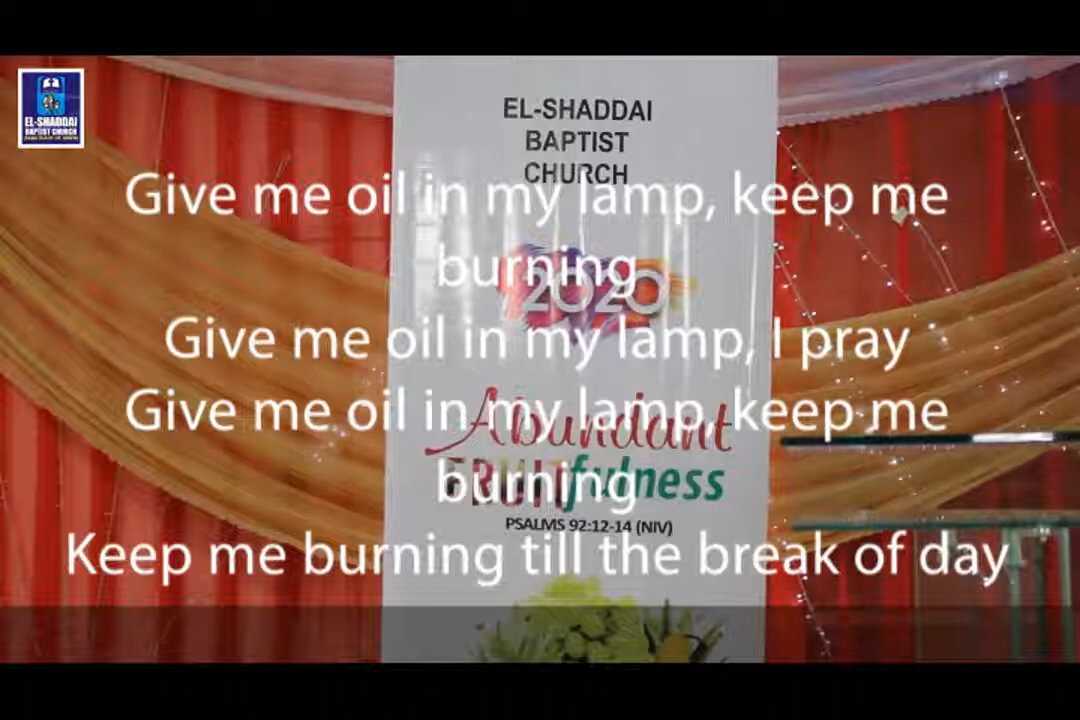 EL-SHADDAI
BAPTIST CHURCH
EL-SHADDAI
BAPTIST
CHURCH
Give me oil in my lamp, keep me
burning
2020
Give me oil in my lamp, I pray
Give me oil in my lamp, keep me
Abundant
burning
FRUITfulness
PSALMS 92:12-14 (NIV)
Keep me burning till the break of day